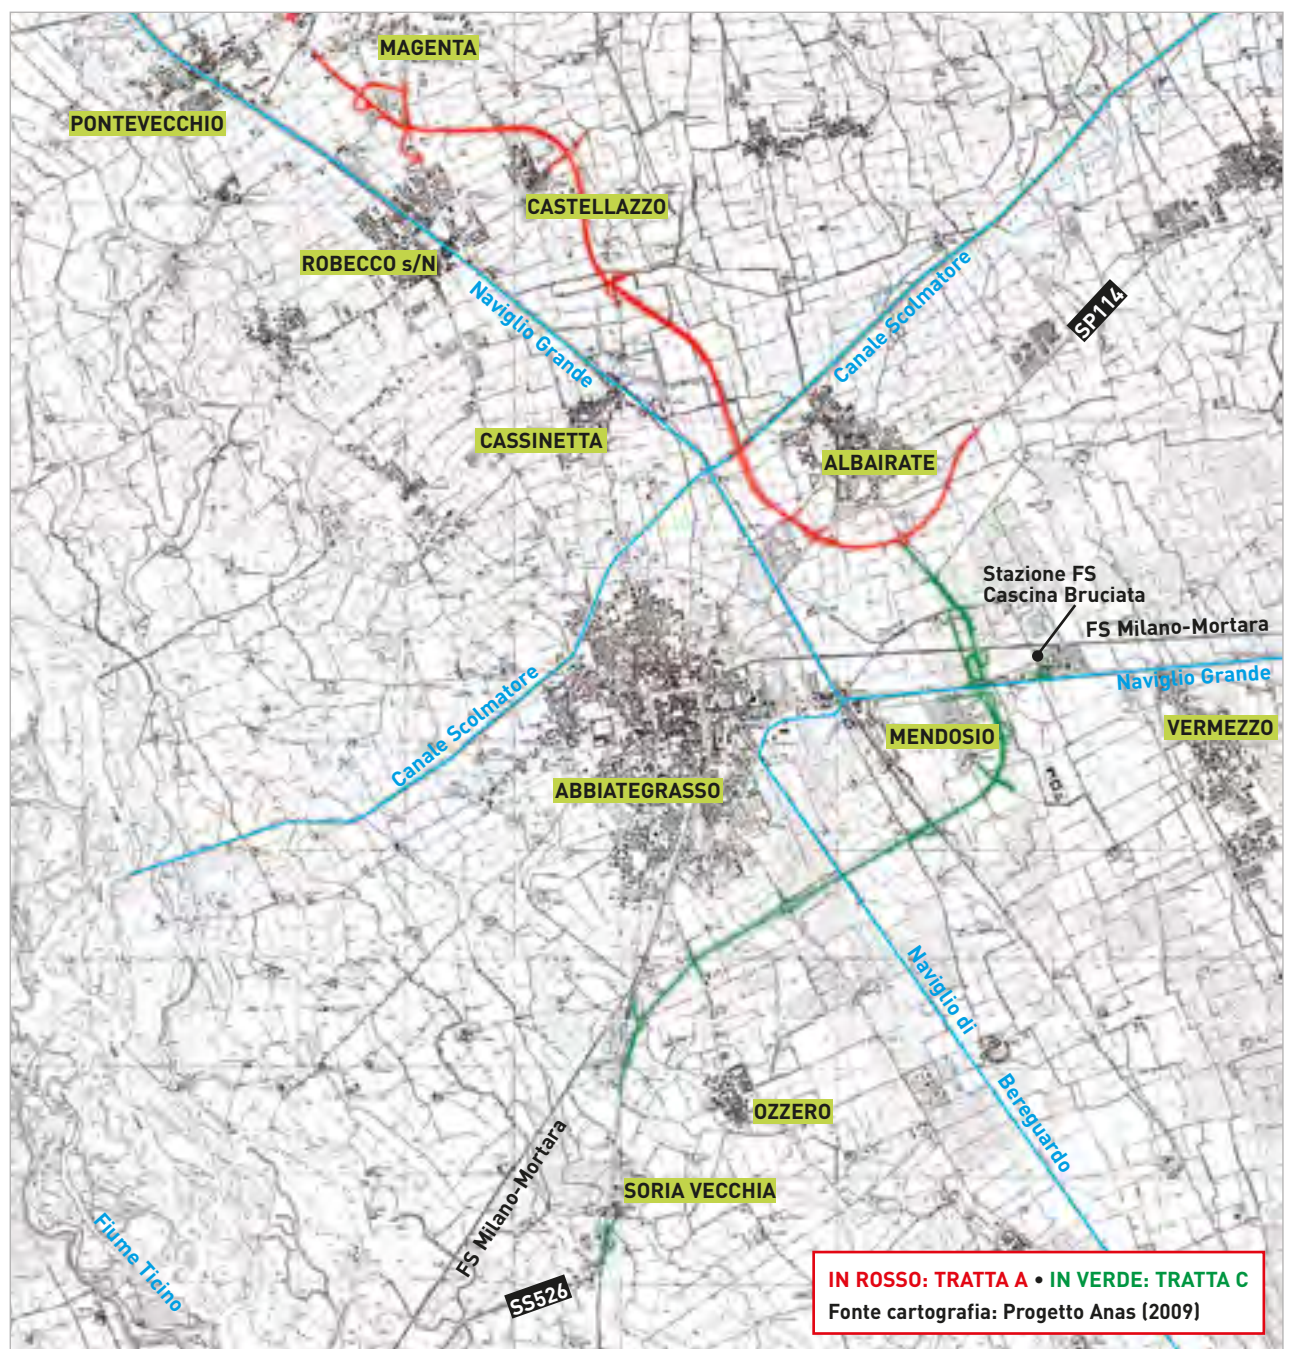 MAGENTA
PONTEVECCHIO
CASTELLAZZO
ROBECCO s/N
Naviglio Grande
Canale Scolmatore
SP114
CASSINETTA
ALBAIRATE
Stazione FS
Cascina Bruciata
FS Milano-Mortara
Naviglio Grande
Canale Scolmatore
MENDOSIO
VERMEZZO
ABBIATEGRASSO
Naviglio di
Bereguardo
OZZERO
FS Milano-Mortara
SORIA VECCHIA
Fiume Ticino
SS526
IN ROSSO: TRATTA A • IN VERDE: TRATTA C
Fonte cartografia: Progetto Anas (2009)